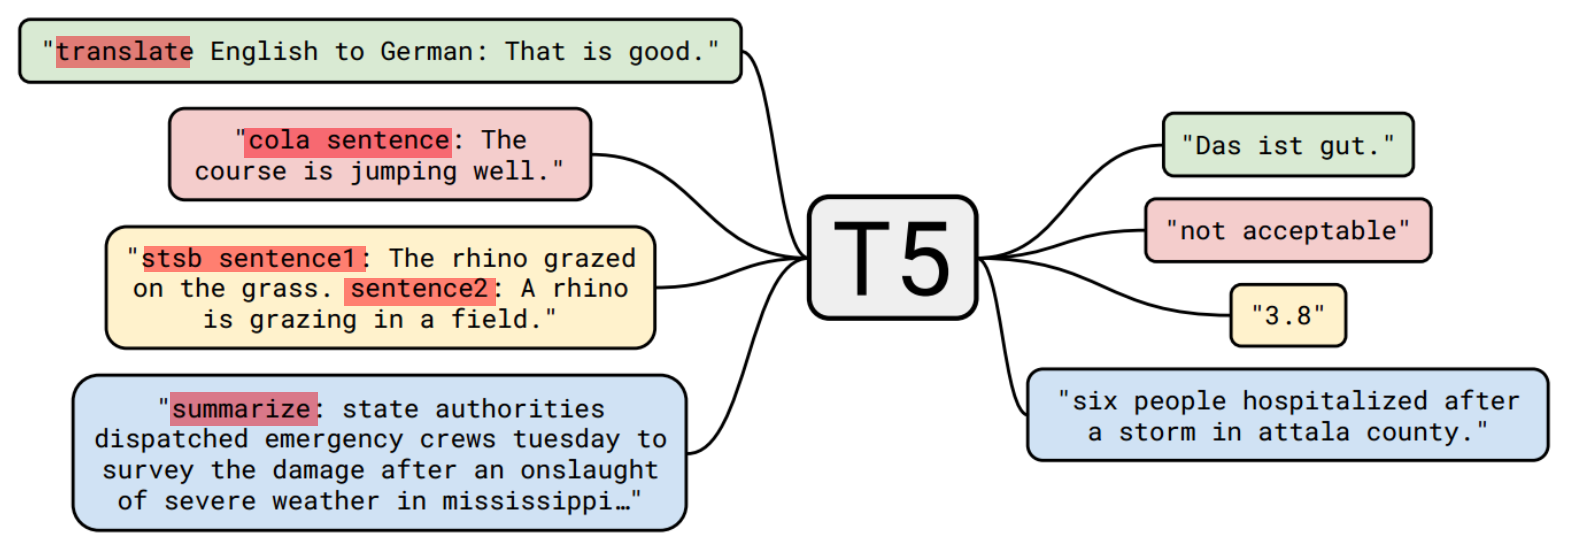 "translate English to German: That is good."
"cola sentence: The
course is jumping well."
"stsb sentence1: The rhino grazed
on the grass. sentence2: A rhino
is grazing in a field."
"summarize: state authorities
dispatched emergency crews tuesday to
survey the damage after an onslaught
of severe weather in mississippi…"
T5
"Das ist gut."
"not acceptable"
"3.8"
"six people hospitalized after
a storm in attala county."